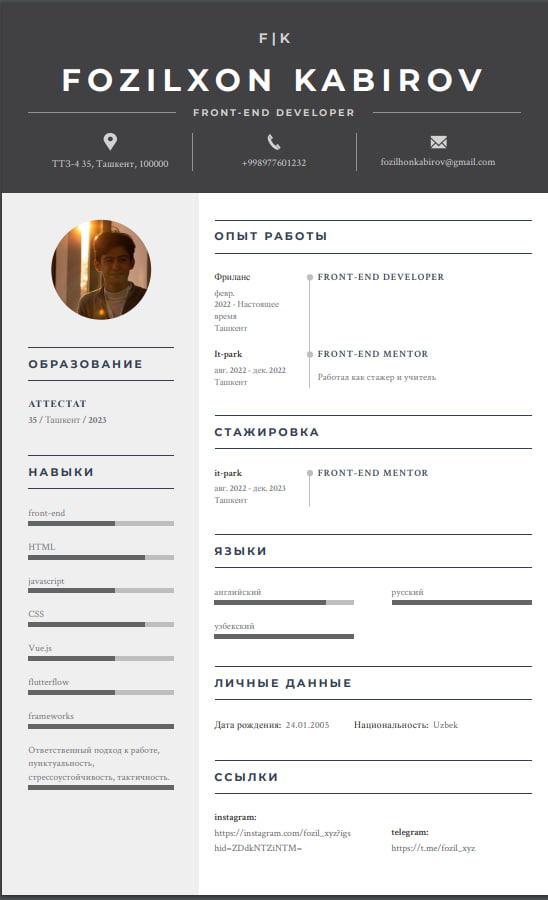 F|K
FOZILXON KABIROV
FRONT-END DEVELOPER
ТТЗ-4 35, Ташкент, 100000
+998977601232
fozilhonkabirov@gmail.com
ОБРАЗОВАНИЕ
АТТЕСТАТ
35 / Ташкент / 2023
НАВЫКИ
front-end
HTML
javascript
CSS
Vue.js
flutterflow
frameworks
Ответственный подход к работе,
пунктуальность,
стрессоустойчивость, тактичность.
ОПЫТ РАБОТЫ
Фриланс
FRONT-END DEVELOPER
февр.
2022 - Настоящее
время
Ташкент
lt-park
FRONT-END MENTOR
авг. 2022 - дек. 2022
Ташкент
Работал как стажер и учитель
СТАЖИРОВКА
it-park
FRONT-END MENTOR
авг. 2022 - дек. 2023
Ташкент
ЯЗЫКИ
английский
русский
узбекский
ЛИЧНЫЕ ДАННЫЕ
Дата рождения: 24.01.2005
Национальность: Uzbek
ССЫЛКИ
instagram:
https://instagram.com/fozil_xyz?igs
hid=ZDdkNTZiNTM=
telegram:
https://t.me/fozil_xyz